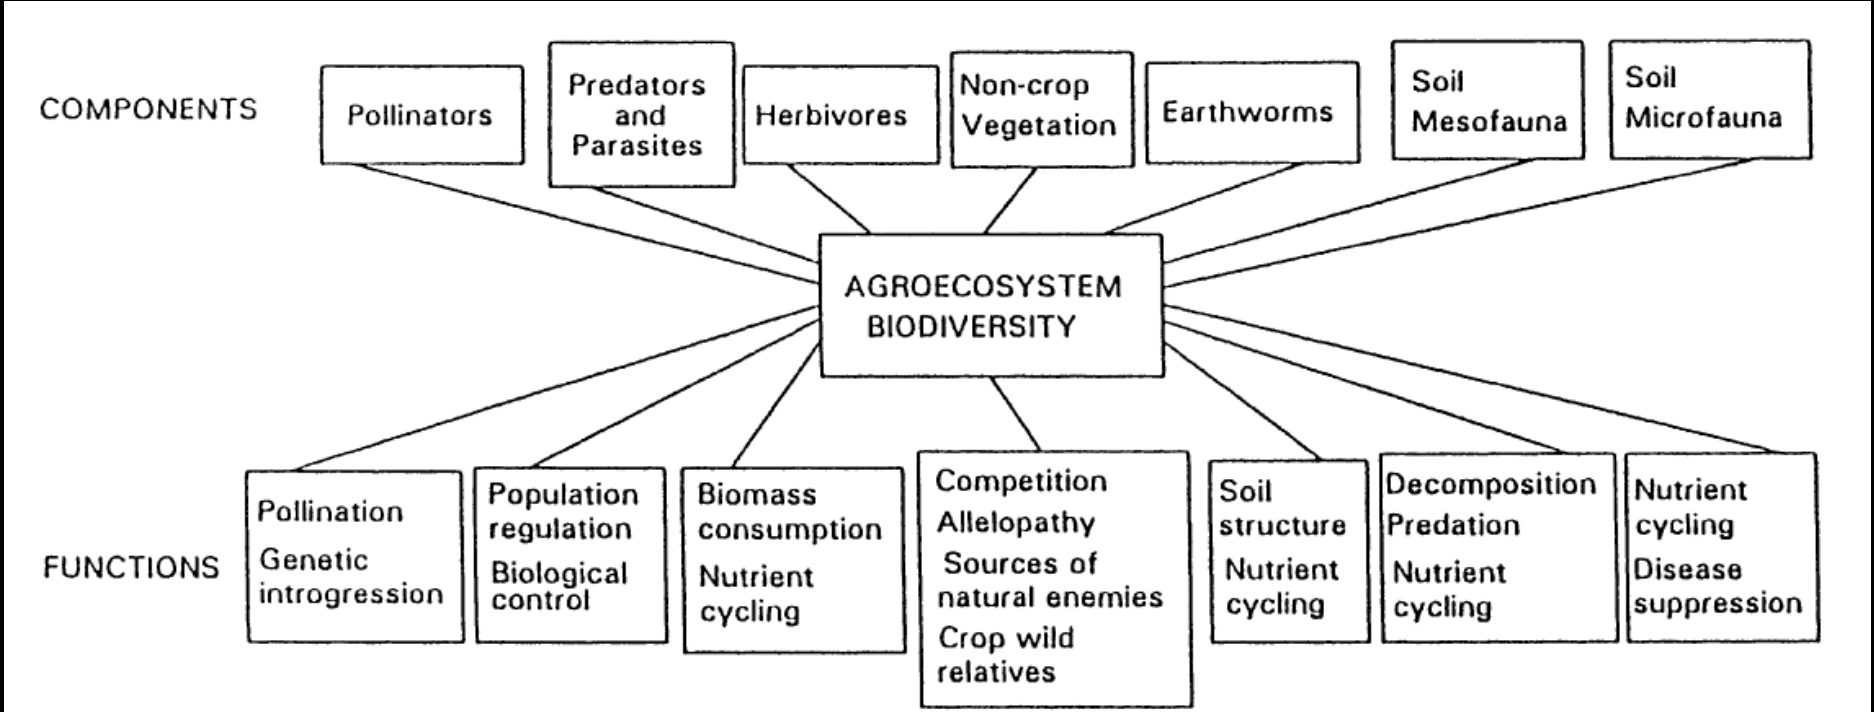 COMPONENTS
Pollinators
Predators
and
Parasites
Herbivores
Non-crop
Vegetation
Earthworms
Soil
Mesofauna
Soil
Microfauna
AGROECOSYSTEM
BIODIVERSITY
FUNCTIONS
Pollination
Genetic
introgression
Population
regulation
Biological
control
Biomass
consumption
Nutrient
cycling
Competition
Allelopathy
Sources of
natural enemies
Crop wild
relatives
Soil
structure
Nutrient
cycling
Decomposition
Predation
Nutrient
cycling
Nutrient
cycling
Disease
suppression